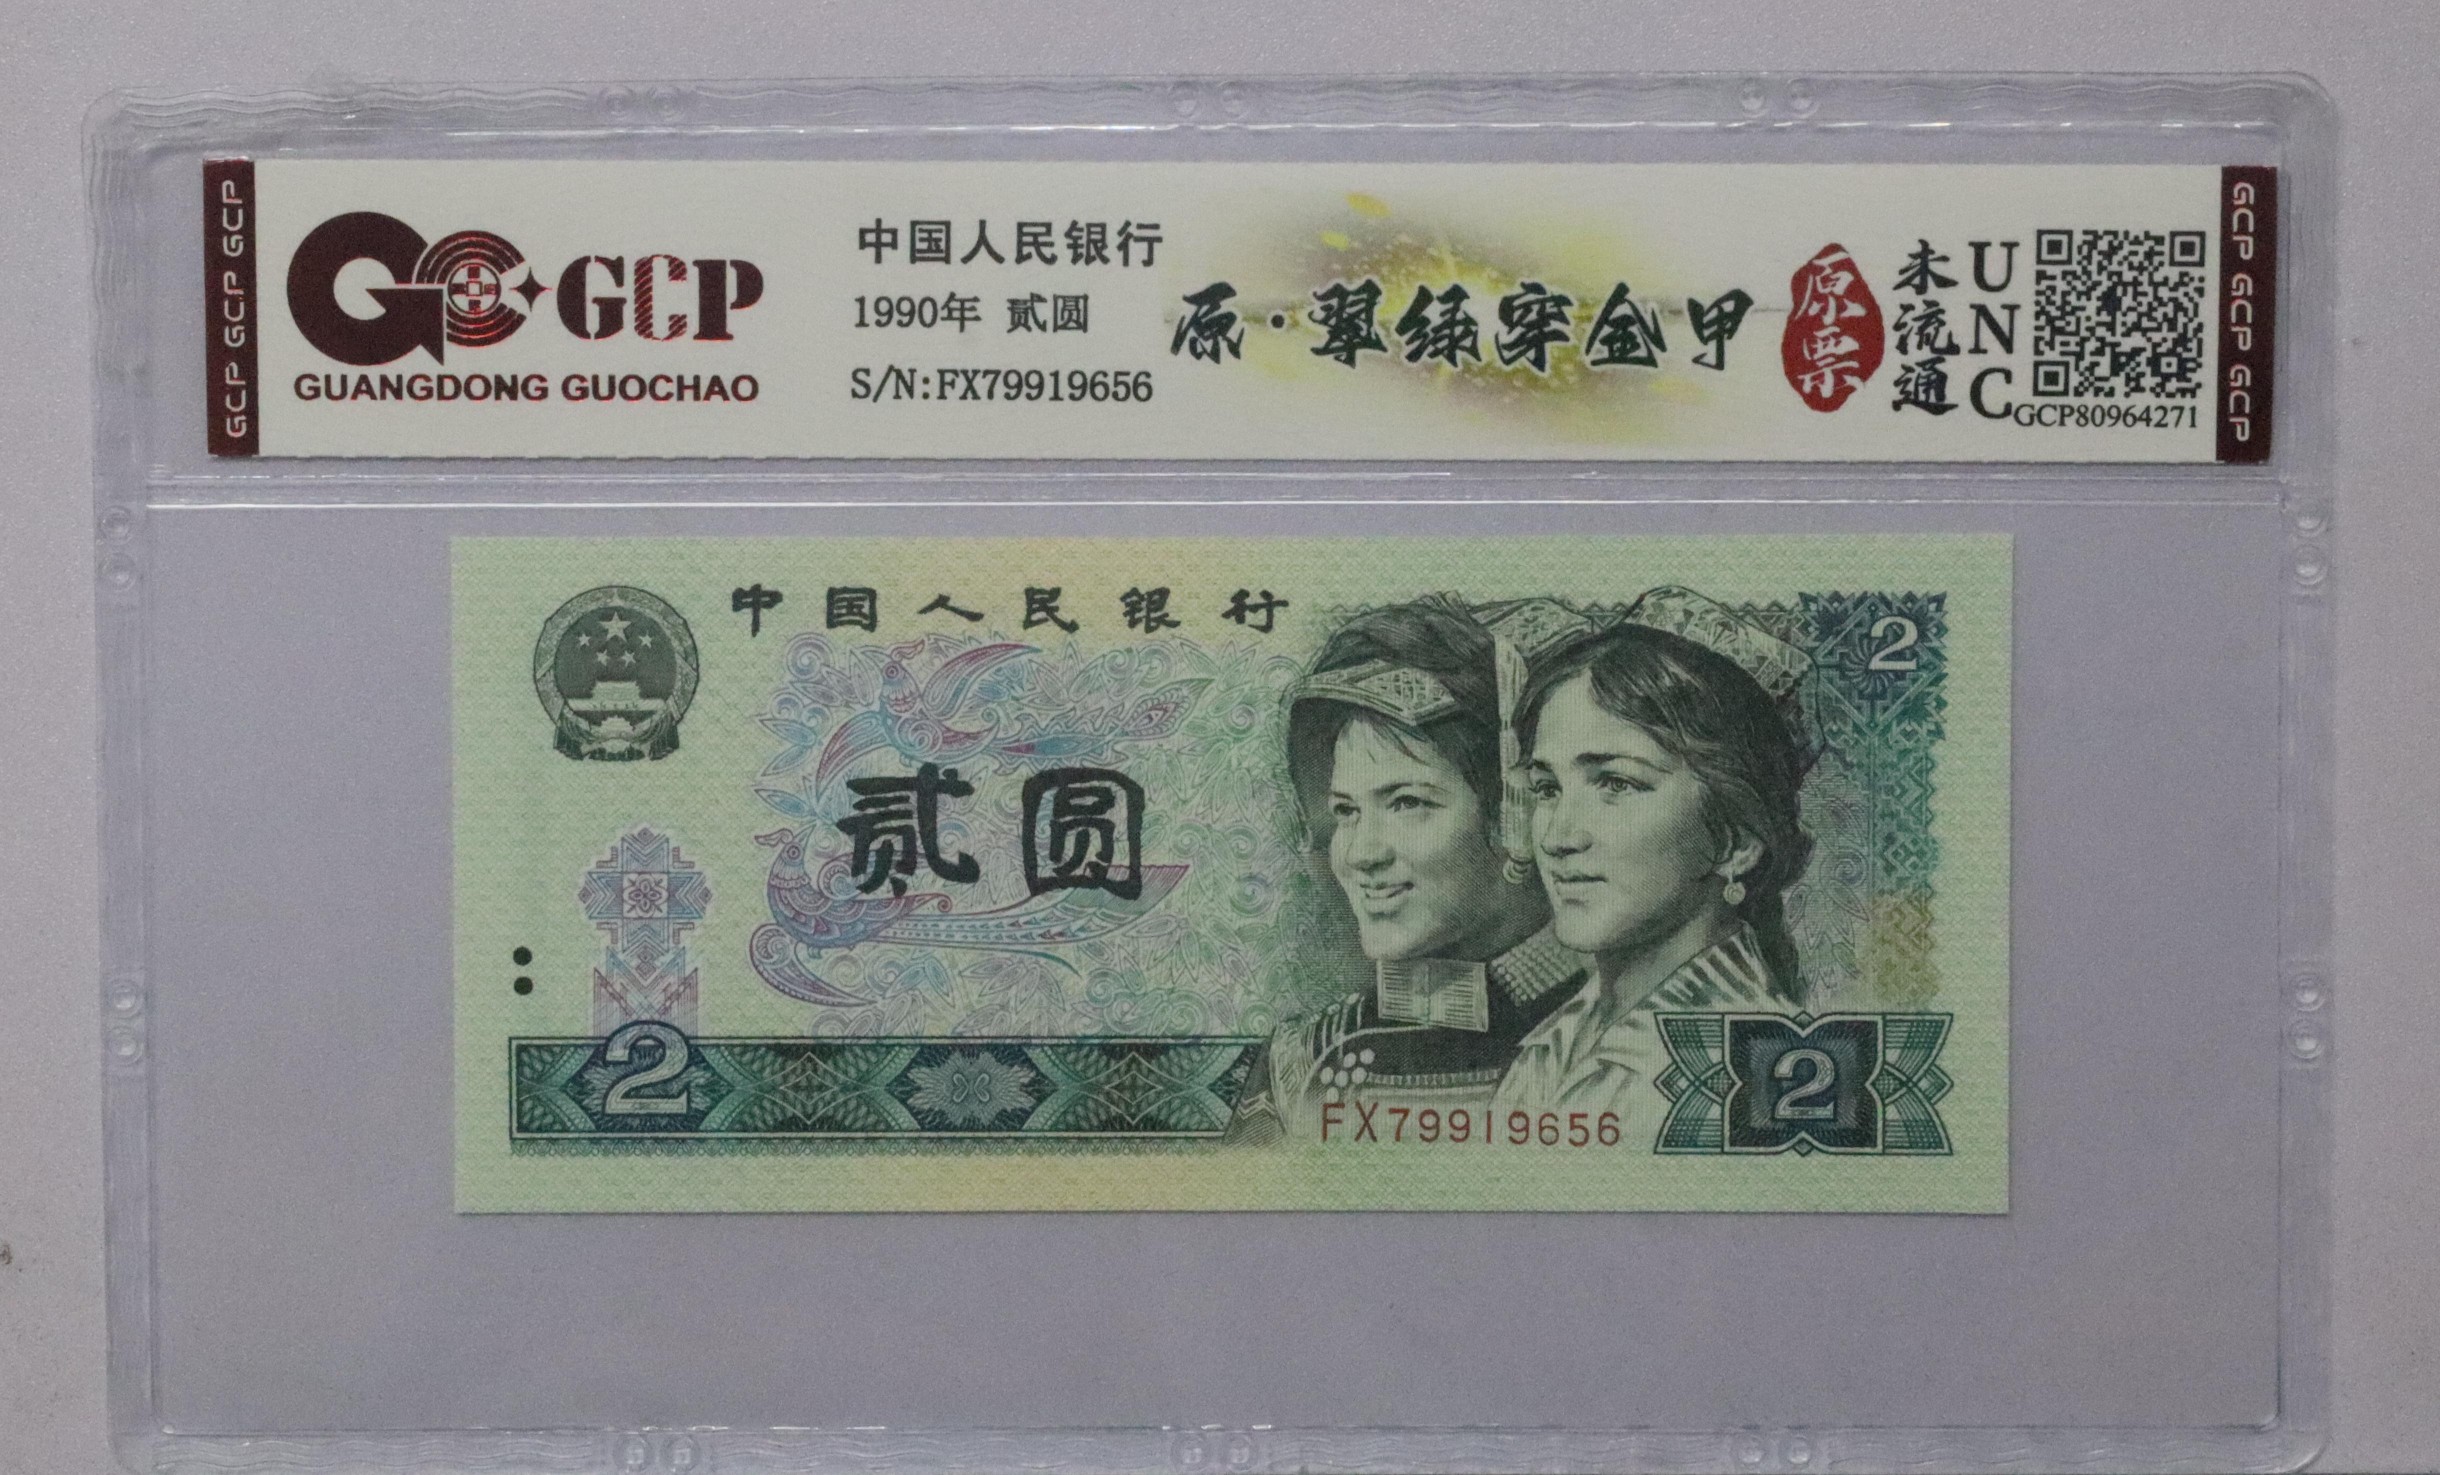 GCP GCP GCP
GCP
GUANGDONG GUOCHAO
中国人民银行
1990年 贰圆
S/N:FX79919656
原·翠绿穿金甲
原票
未流通
UNC
GCP80964271
GCP GCP GCP
中国人民银行
贰圆
2
2
FX79919656
2